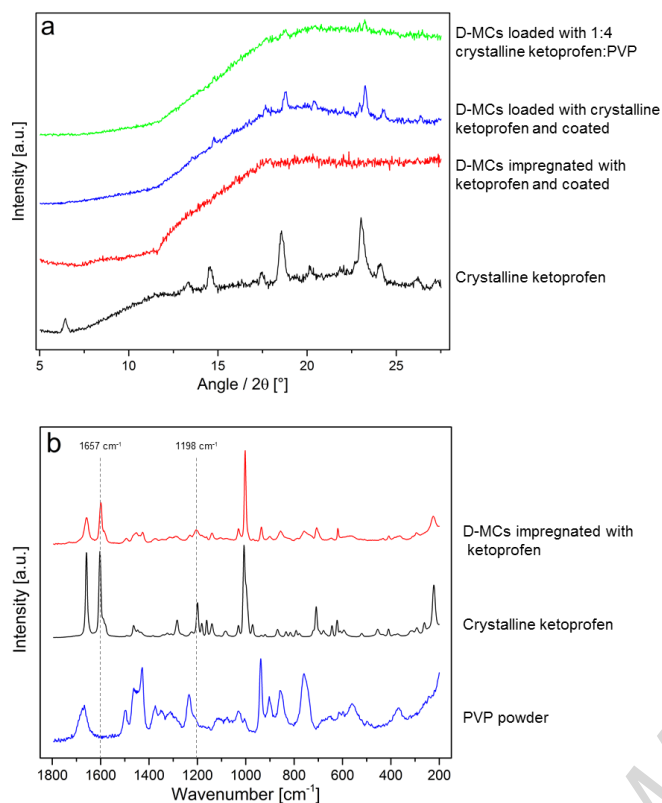 a
D-MCs loaded with 1:4
crystalline ketoprofen:PVP
D-MCs loaded with crystalline
ketoprofen and coated
D-MCs impregnated with
ketoprofen and coated
Crystalline ketoprofen
Intensity [a.u.]
5 10 15 20 25
Angle / 2θ [°]
b
1657 cm⁻¹ 1198 cm⁻¹
D-MCs impregnated with
ketoprofen
Crystalline ketoprofen
PVP powder
Intensity [a.u.]
1800 1600 1400 1200 1000 800 600 400 200
Wavenumber [cm⁻¹]